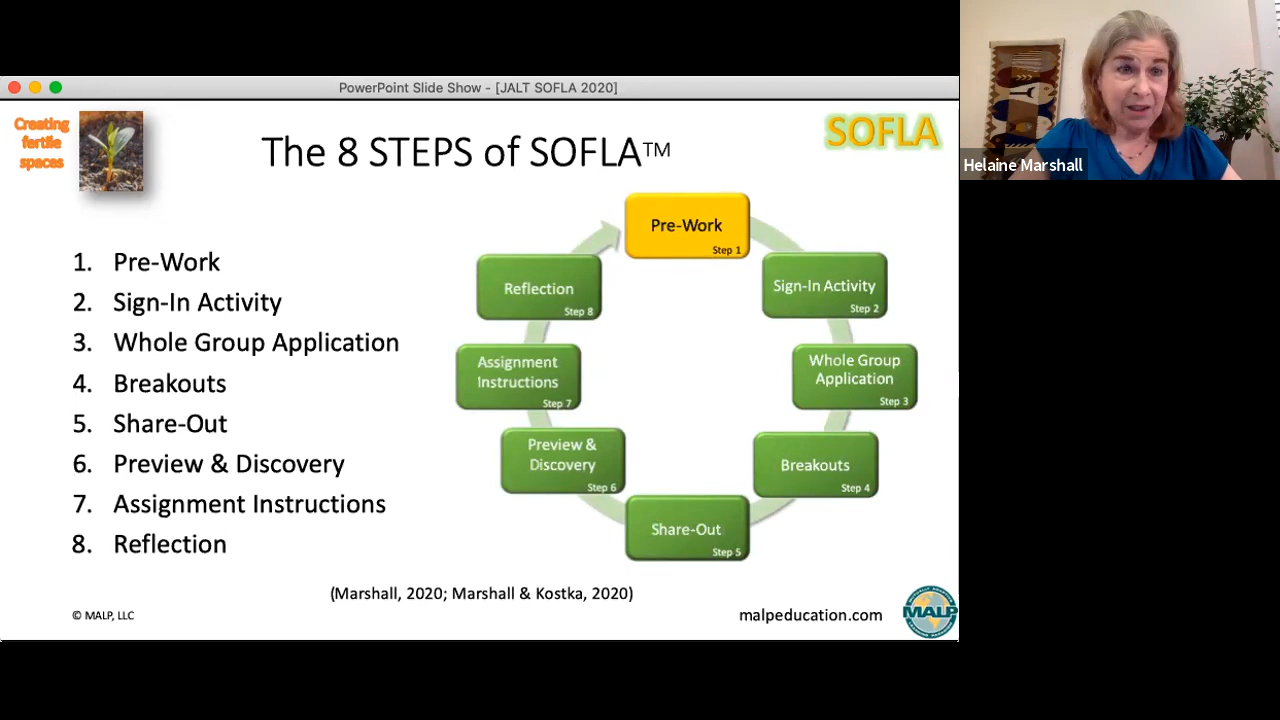 PowerPoint Slide Show - [JALT SOFLA 2020]
Creating
fertile
spaces
The 8 STEPS of SOFLA™
SOFLA
Helaine Marshall
1. Pre-Work
2. Sign-In Activity
3. Whole Group Application
4. Breakouts
5. Share-Out
6. Preview & Discovery
7. Assignment Instructions
8. Reflection
Pre-Work
Step 1
Sign-In Activity
Step 2
Whole Group
Application
Step 3
Breakouts
Step 4
Share-Out
Step 5
Preview &
Discovery
Step 6
Assignment
Instructions
Step 7
Reflection
Step 8
(Marshall, 2020; Marshall & Kostka, 2020)
© MALP, LLC
malpeducation.com
MALP